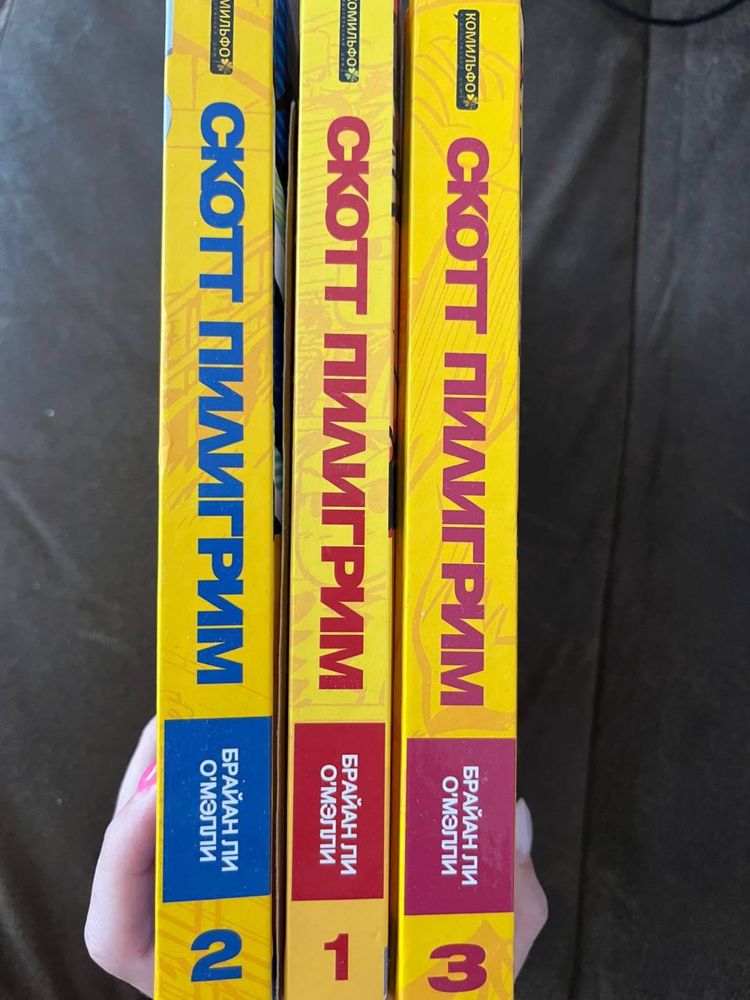 КОМИЛЬФО
СКОТТ ПИЛИГРИМ
БРАЙАН ЛИ
О'МЭЛЛИ
2
КОМИЛЬФО
СКОТТ ПИЛИГРИМ
БРАЙАН ЛИ
О'МЭЛЛИ
1
КОМИЛЬФО
СКОТТ ПИЛИГРИМ
БРАЙАН ЛИ
О'МЭЛЛИ
3